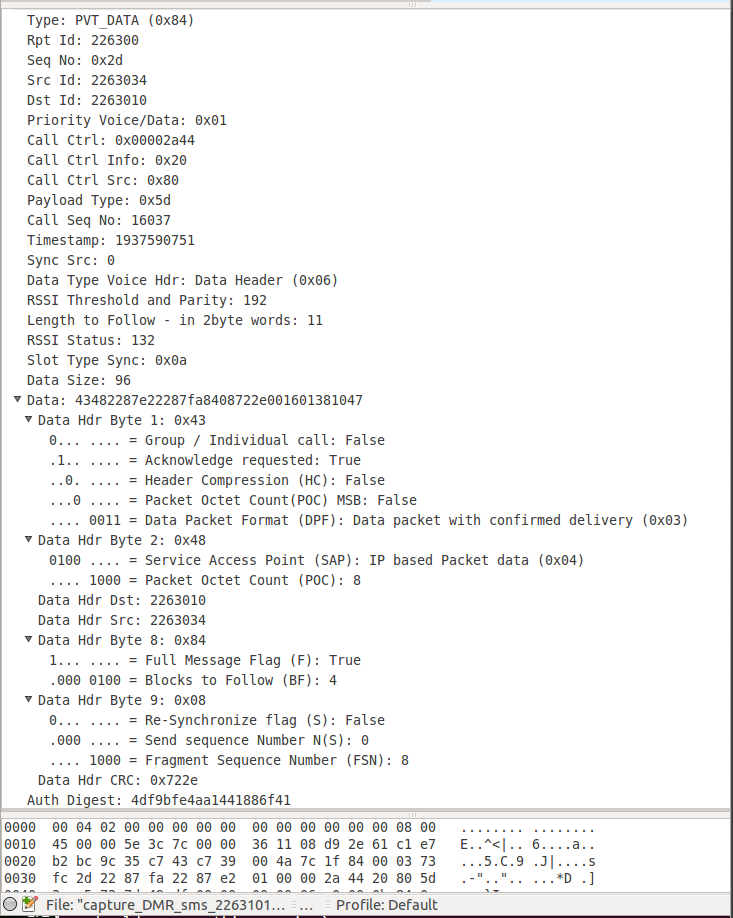 Type: PVT_DATA (0x84)
Rpt Id: 226300
Seq No: 0x2d
Src Id: 2263034
Dst Id: 2263010
Priority Voice/Data: 0x01
Call Ctrl: 0x00002a44
Call Ctrl Info: 0x20
Call Ctrl Src: 0x80
Payload Type: 0x5d
Call Seq No: 16037
Timestamp: 1937590751
Sync Src: 0
Data Type Voice Hdr: Data Header (0x06)
RSSI Threshold and Parity: 192
Length to Follow - in 2byte words: 11
RSSI Status: 132
Slot Type Sync: 0x0a
Data Size: 96
Data: 43482287e22287fa8408722e001601381047
Data Hdr Byte 1: 0x43
0... .... = Group / Individual call: False
.1.. .... = Acknowledge requested: True
..0. .... = Header Compression (HC): False
...0 .... = Packet Octet Count(POC) MSB: False
.... 0011 = Data Packet Format (DPF): Data packet with confirmed delivery (0x03)
Data Hdr Byte 2: 0x48
0100 .... = Service Access Point (SAP): IP based Packet data (0x04)
.... 1000 = Packet Octet Count (POC): 8
Data Hdr Dst: 2263010
Data Hdr Src: 2263034
Data Hdr Byte 8: 0x84
1... .... = Full Message Flag (F): True
.000 0100 = Blocks to Follow (BF): 4
Data Hdr Byte 9: 0x08
0... .... = Re-Synchronize flag (S): False
.000 .... = Send sequence Number N(S): 0
.... 1000 = Fragment Sequence Number (FSN): 8
Data Hdr CRC: 0x722e
Auth Digest: 4df9bfe4aa1441886f41
0000 00 04 02 00 00 00 00 00 00 00 00 00 00 00 08 00 ........ ........
0010 45 00 00 5e 3c 7c 00 00 36 11 08 d9 2e 61 c1 e7 E..^<|.. 6....a..
0020 b2 bc 9c 35 c7 43 c7 39 00 4a 7c 1f 84 00 03 73 ...5.C.9 .J|....s
0030 fc 2d 22 87 fa 22 87 e2 01 00 00 2a 44 20 80 5d .-"..".. ...*D .]
File: "capture_DMR_sms_2263101... ... Profile: Default